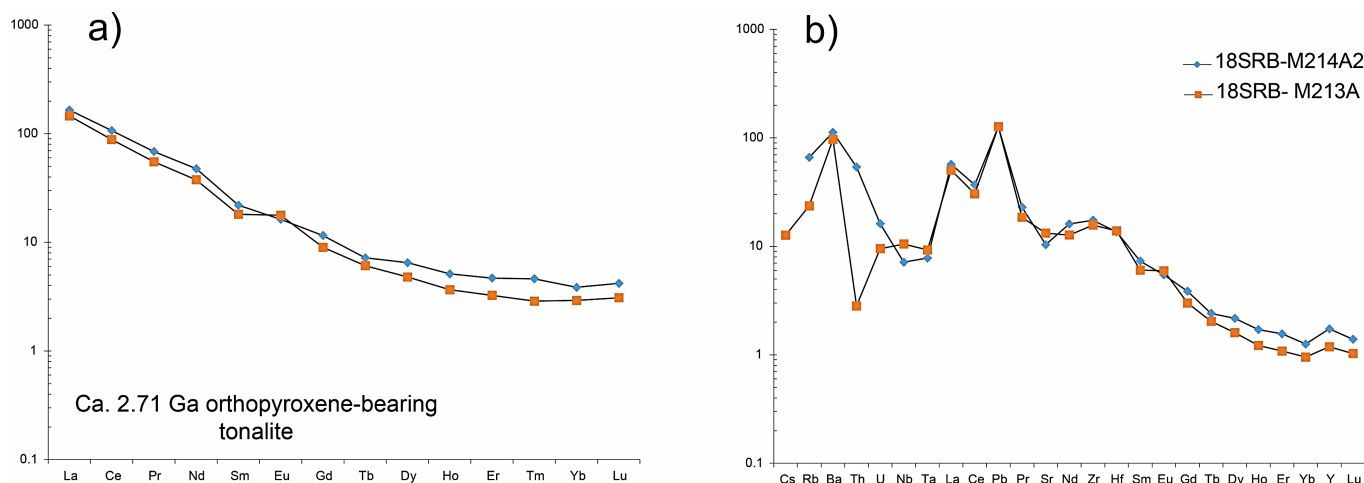 a)
1000
100
10
1
0.1
Ca. 2.71 Ga orthopyroxene-bearing
tonalite
La Ce Pr Nd Sm Eu Gd Tb Dy Ho Er Tm Yb Lu
b)
1000
100
10
1
0.1
18SRB-M214A2
18SRB- M213A
Cs Rb Ba Th U Nb Ta La Ce Pb Pr Sr Nd Zr Hf Sm Eu Gd Tb Dy Ho Er Yb Y Lu